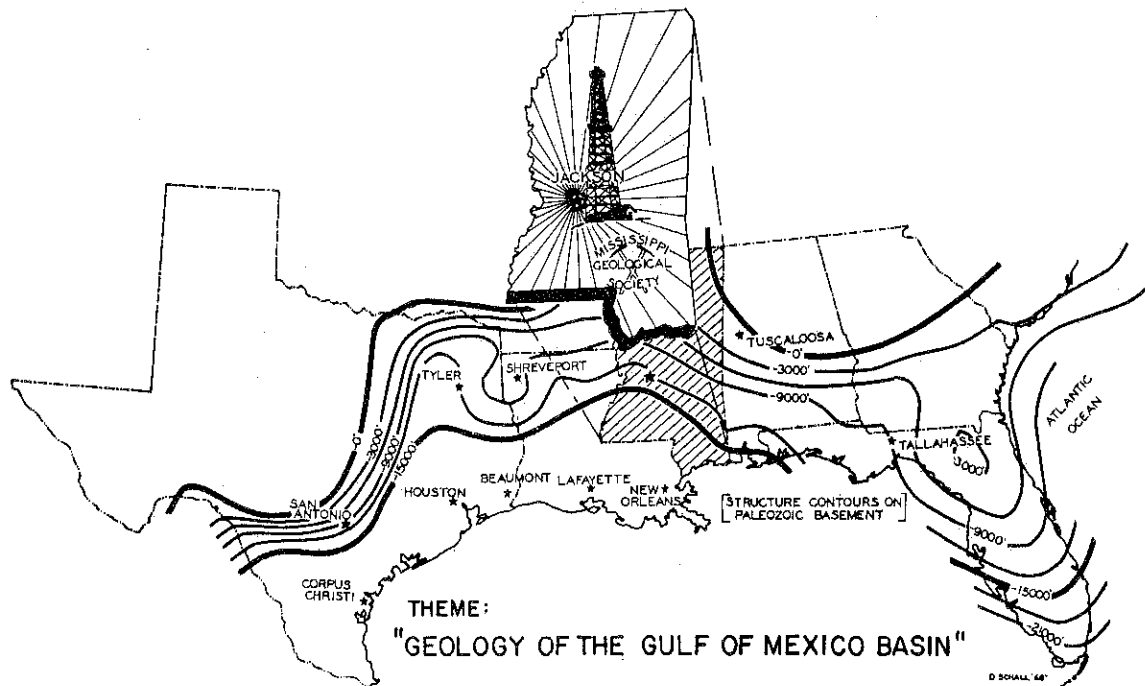 JACKSON
MISSISSIPPI
GEOLOGICAL
SOCIETY
TUSCALOOSA
-0'
-3000'
-9000'
SHREVEPORT
TYLER
-0'
-3000'
-9000'
-15000'
ATLANTIC
OCEAN
TALLAHASSEE
-3000'
SAN
ANTONIO
HOUSTON
BEAUMONT
LAFAYETTE
NEW
ORLEANS
[STRUCTURE CONTOURS ON
PALEOZOIC BASEMENT]
-9000'
-15000'
-21000'
CORPUS
CHRISTI
THEME:
"GEOLOGY OF THE GULF OF MEXICO BASIN"
D SCHALL '68'